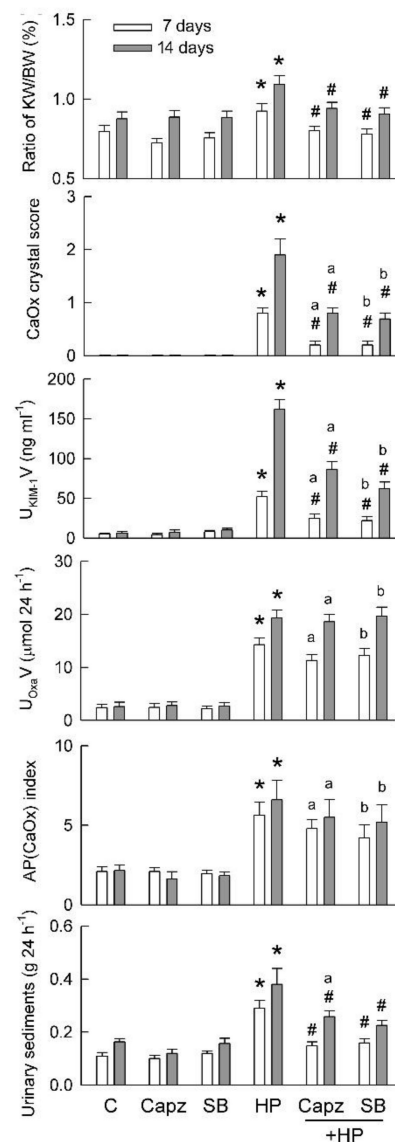 7 days
14 days
Ratio of KW/BW (%)
1.5
1.0
0.5
* *
# # # #
CaOx crystal score
3
2
1
0
* *
a a b b
# # # #
U_KIM-1V (ng ml⁻¹)
200
150
100
50
0
* *
a a b b
# # # #
U_OxaV (μmol 24 h⁻¹)
30
20
10
0
* *
a a b b
AP(CaOx) index
10
5
0
* *
a a b b
Urinary sediments (g 24 h⁻¹)
0.6
0.4
0.2
0.0
* *
a
# # # #
C Capz SB HP Capz SB
+HP